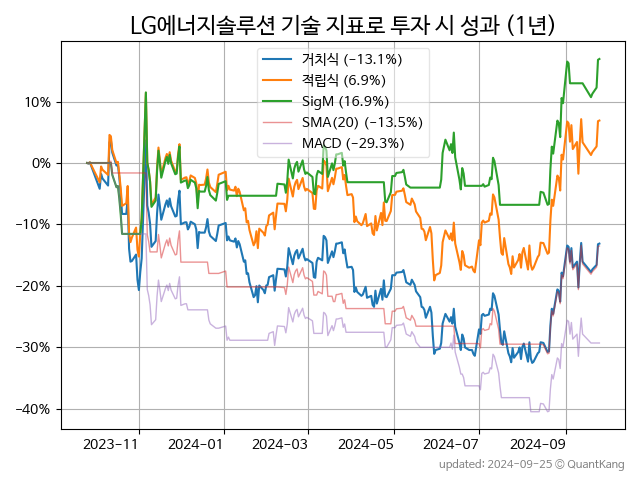 LG에너지솔루션 기술 지표로 투자 시 성과 (1년)
거치식 (-13.1%)
적립식 (6.9%)
SigM (16.9%)
SMA(20) (-13.5%)
MACD (-29.3%)
10%
0%
-10%
-20%
-30%
-40%
2023-11
2024-01
2024-03
2024-05
2024-07
2024-09
updated: 2024-09-25 © QuantKang